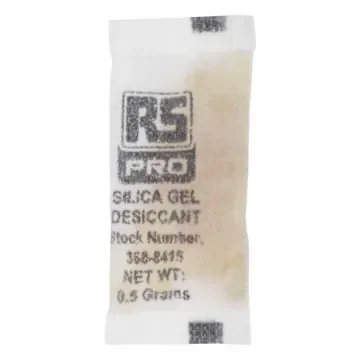 RS
PRO
SILICA GEL
DESICCANT
Stock Number,
368-8415
NET WT:
0.5 Grams